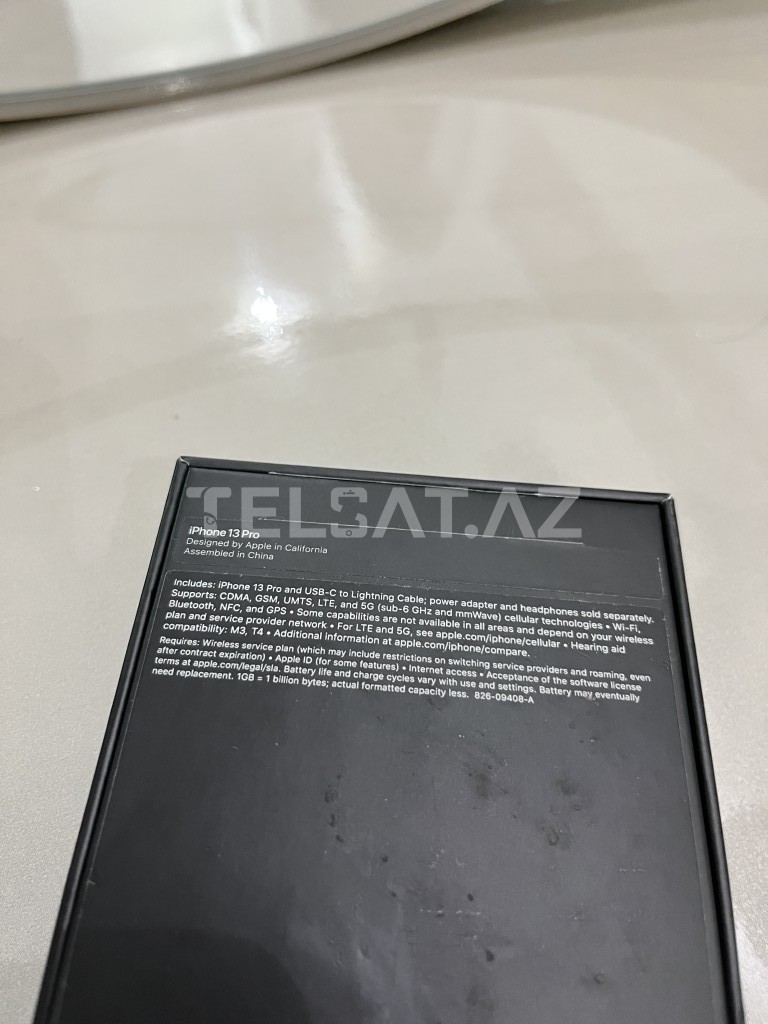 TELSAT.AZ
iPhone 13 Pro
Designed by Apple in California
Assembled in China
Includes: iPhone 13 Pro and USB-C to Lightning Cable; power adapter and headphones sold separately.
Supports: CDMA, GSM, UMTS, LTE, and 5G (sub-6 GHz and mmWave) cellular technologies • Wi-Fi,
Bluetooth, NFC, and GPS • Some capabilities are not available in all areas and depend on your wireless
plan and service provider network • For LTE and 5G, see apple.com/iphone/cellular • Hearing aid
compatibility: M3, T4 • Additional information at apple.com/iphone/compare.
Requires: Wireless service plan (which may include restrictions on switching service providers and roaming, even
after contract expiration) • Apple ID (for some features) • Internet access • Acceptance of the software license
terms at apple.com/legal/sla. Battery life and charge cycles vary with use and settings. Battery may eventually
need replacement. 1GB = 1 billion bytes; actual formatted capacity less. 826-09408-A